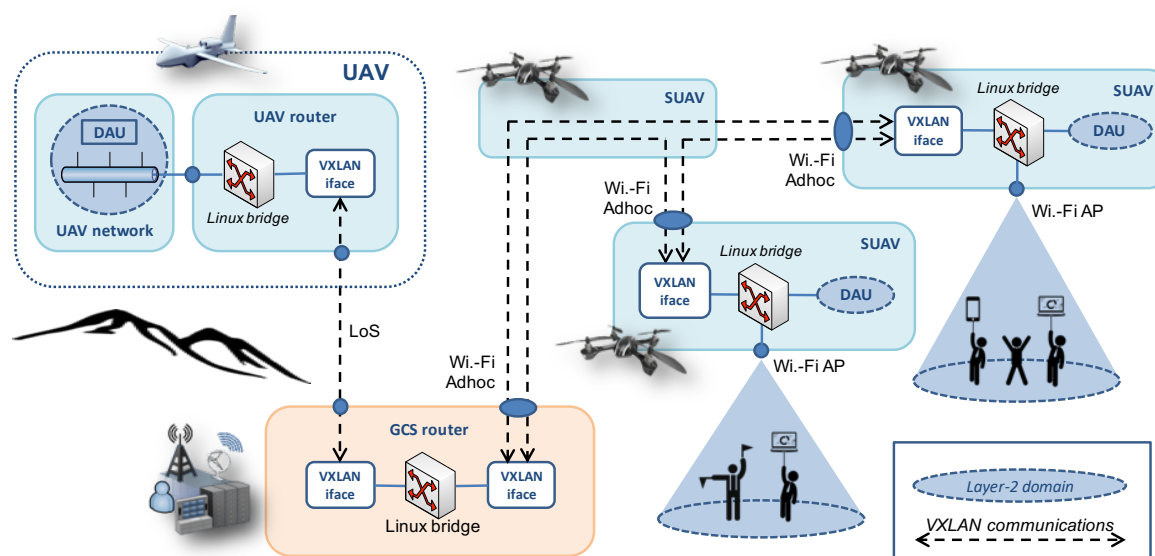 UAV
DAU
UAV network
UAV router
Linux bridge
VXLAN
iface
LoS
SUAV
Wi.-Fi
Adhoc
Linux bridge
SUAV
VXLAN
iface
DAU
Wi.-Fi AP
Wi.-Fi
Adhoc
Linux bridge
SUAV
VXLAN
iface
DAU
Wi.-Fi AP
Wi.-Fi
Adhoc
GCS router
VXLAN
iface
Linux bridge
VXLAN
iface
Layer-2 domain
VXLAN communications